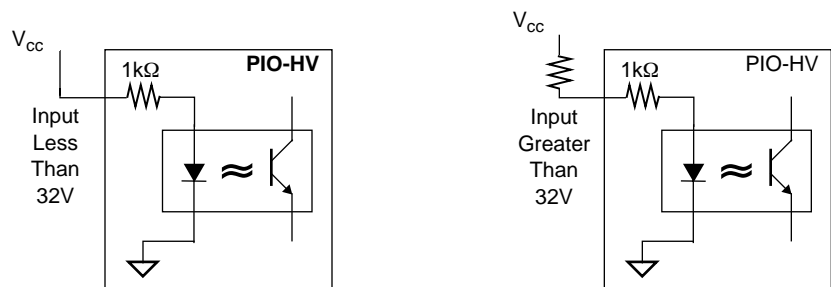 Vcc
1kΩ
PIO-HV
Input
Less
Than
32V
Vcc
1kΩ
PIO-HV
Input
Greater
Than
32V